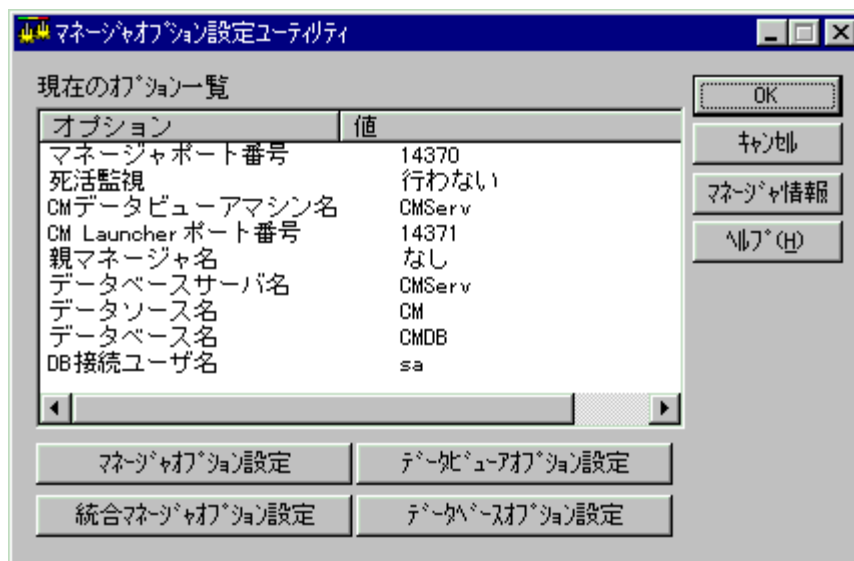 ﾏﾈｰｼﾞｬｵﾌﾟｼｮﾝ設定ﾕｰﾃｨﾘﾃｨ
現在のｵﾌﾟｼｮﾝ一覧
オプション 値
マネージャポート番号 14370
死活監視 行わない
CMデータビューアマシン名 CMServ
CM Launcher ポート番号 14371
親マネージャ名 なし
データベースサーバ名 CMServ
データソース名 CM
データベース名 CMDB
DB接続ユーザ名 sa
OK
ｷｬﾝｾﾙ
ﾏﾈｰｼﾞｬ情報
ﾍﾙﾌﾟ(H)
ﾏﾈｰｼﾞｬｵﾌﾟｼｮﾝ設定 ﾃﾞｰﾀﾋﾞｭｰｱｵﾌﾟｼｮﾝ設定
統合ﾏﾈｰｼﾞｬｵﾌﾟｼｮﾝ設定 ﾃﾞｰﾀﾍﾞｰｽｵﾌﾟｼｮﾝ設定